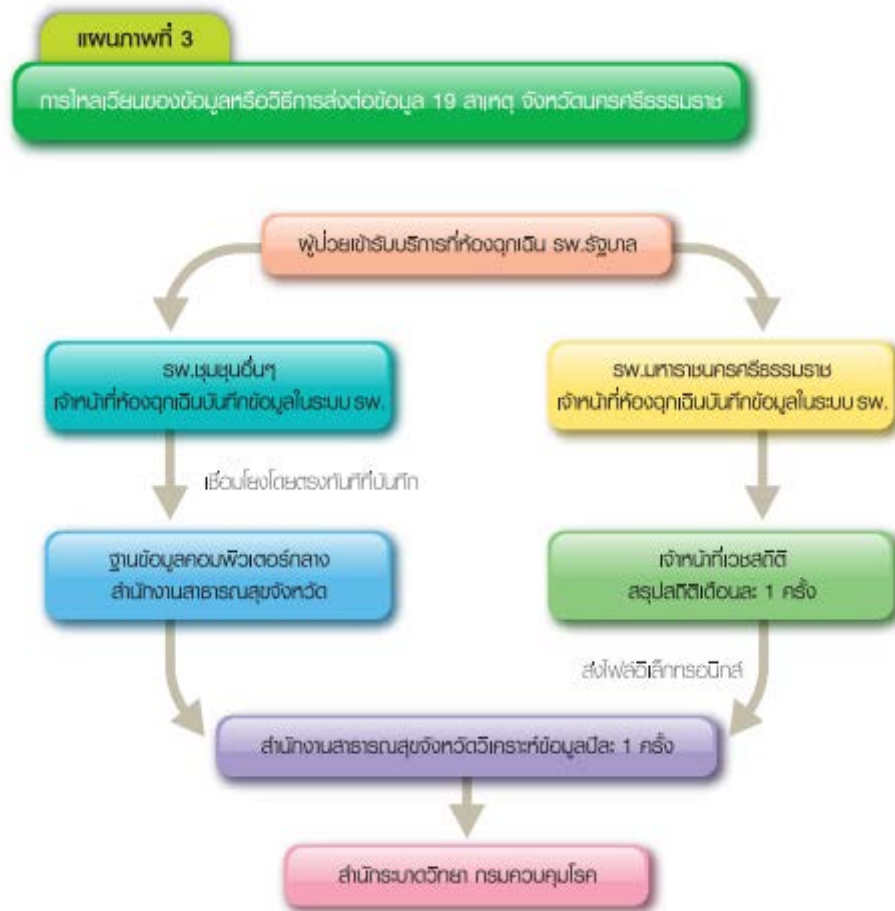 แผนภาพที่ 3
การไหลเวียนของข้อมูลหรือวิธีการส่งต่อข้อมูล 19 สาเหตุ จังหวัดนครศรีธรรมราช
ผู้ป่วยเข้ารับบริการที่ห้องฉุกเฉิน รพ.รัฐบาล
รพ.ชุมชนอื่นๆ
เจ้าหน้าที่ห้องฉุกเฉินบันทึกข้อมูลในระบบ รพ.
รพ.มหาราชนครศรีธรรมราช
เจ้าหน้าที่ห้องฉุกเฉินบันทึกข้อมูลในระบบ รพ.
เชื่อมโยงโดยตรงทันทีที่บันทึก
ฐานข้อมูลคอมพิวเตอร์กลาง
สำนักงานสาธารณสุขจังหวัด
เจ้าหน้าที่เวชสถิติ
สรุปสถิติเดือนละ 1 ครั้ง
ส่งไฟล์อิเล็กทรอนิกส์
สำนักงานสาธารณสุขจังหวัดวิเคราะห์ข้อมูลปีละ 1 ครั้ง
สำนักระบาดวิทยา กรมควบคุมโรค